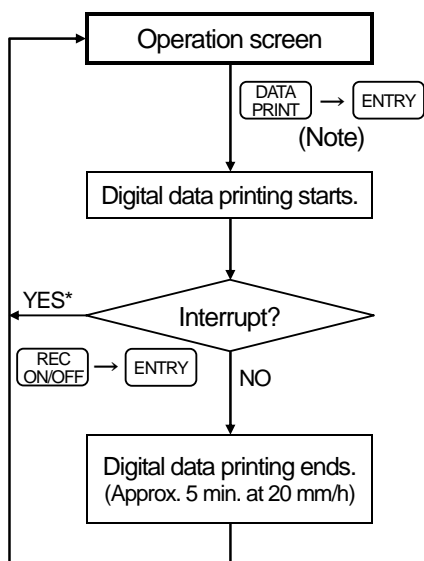 Operation screen
DATA
PRINT
→
ENTRY
(Note)
Digital data printing starts.
YES*
Interrupt?
REC
ON/OFF
→
ENTRY
NO
Digital data printing ends.
(Approx. 5 min. at 20 mm/h)